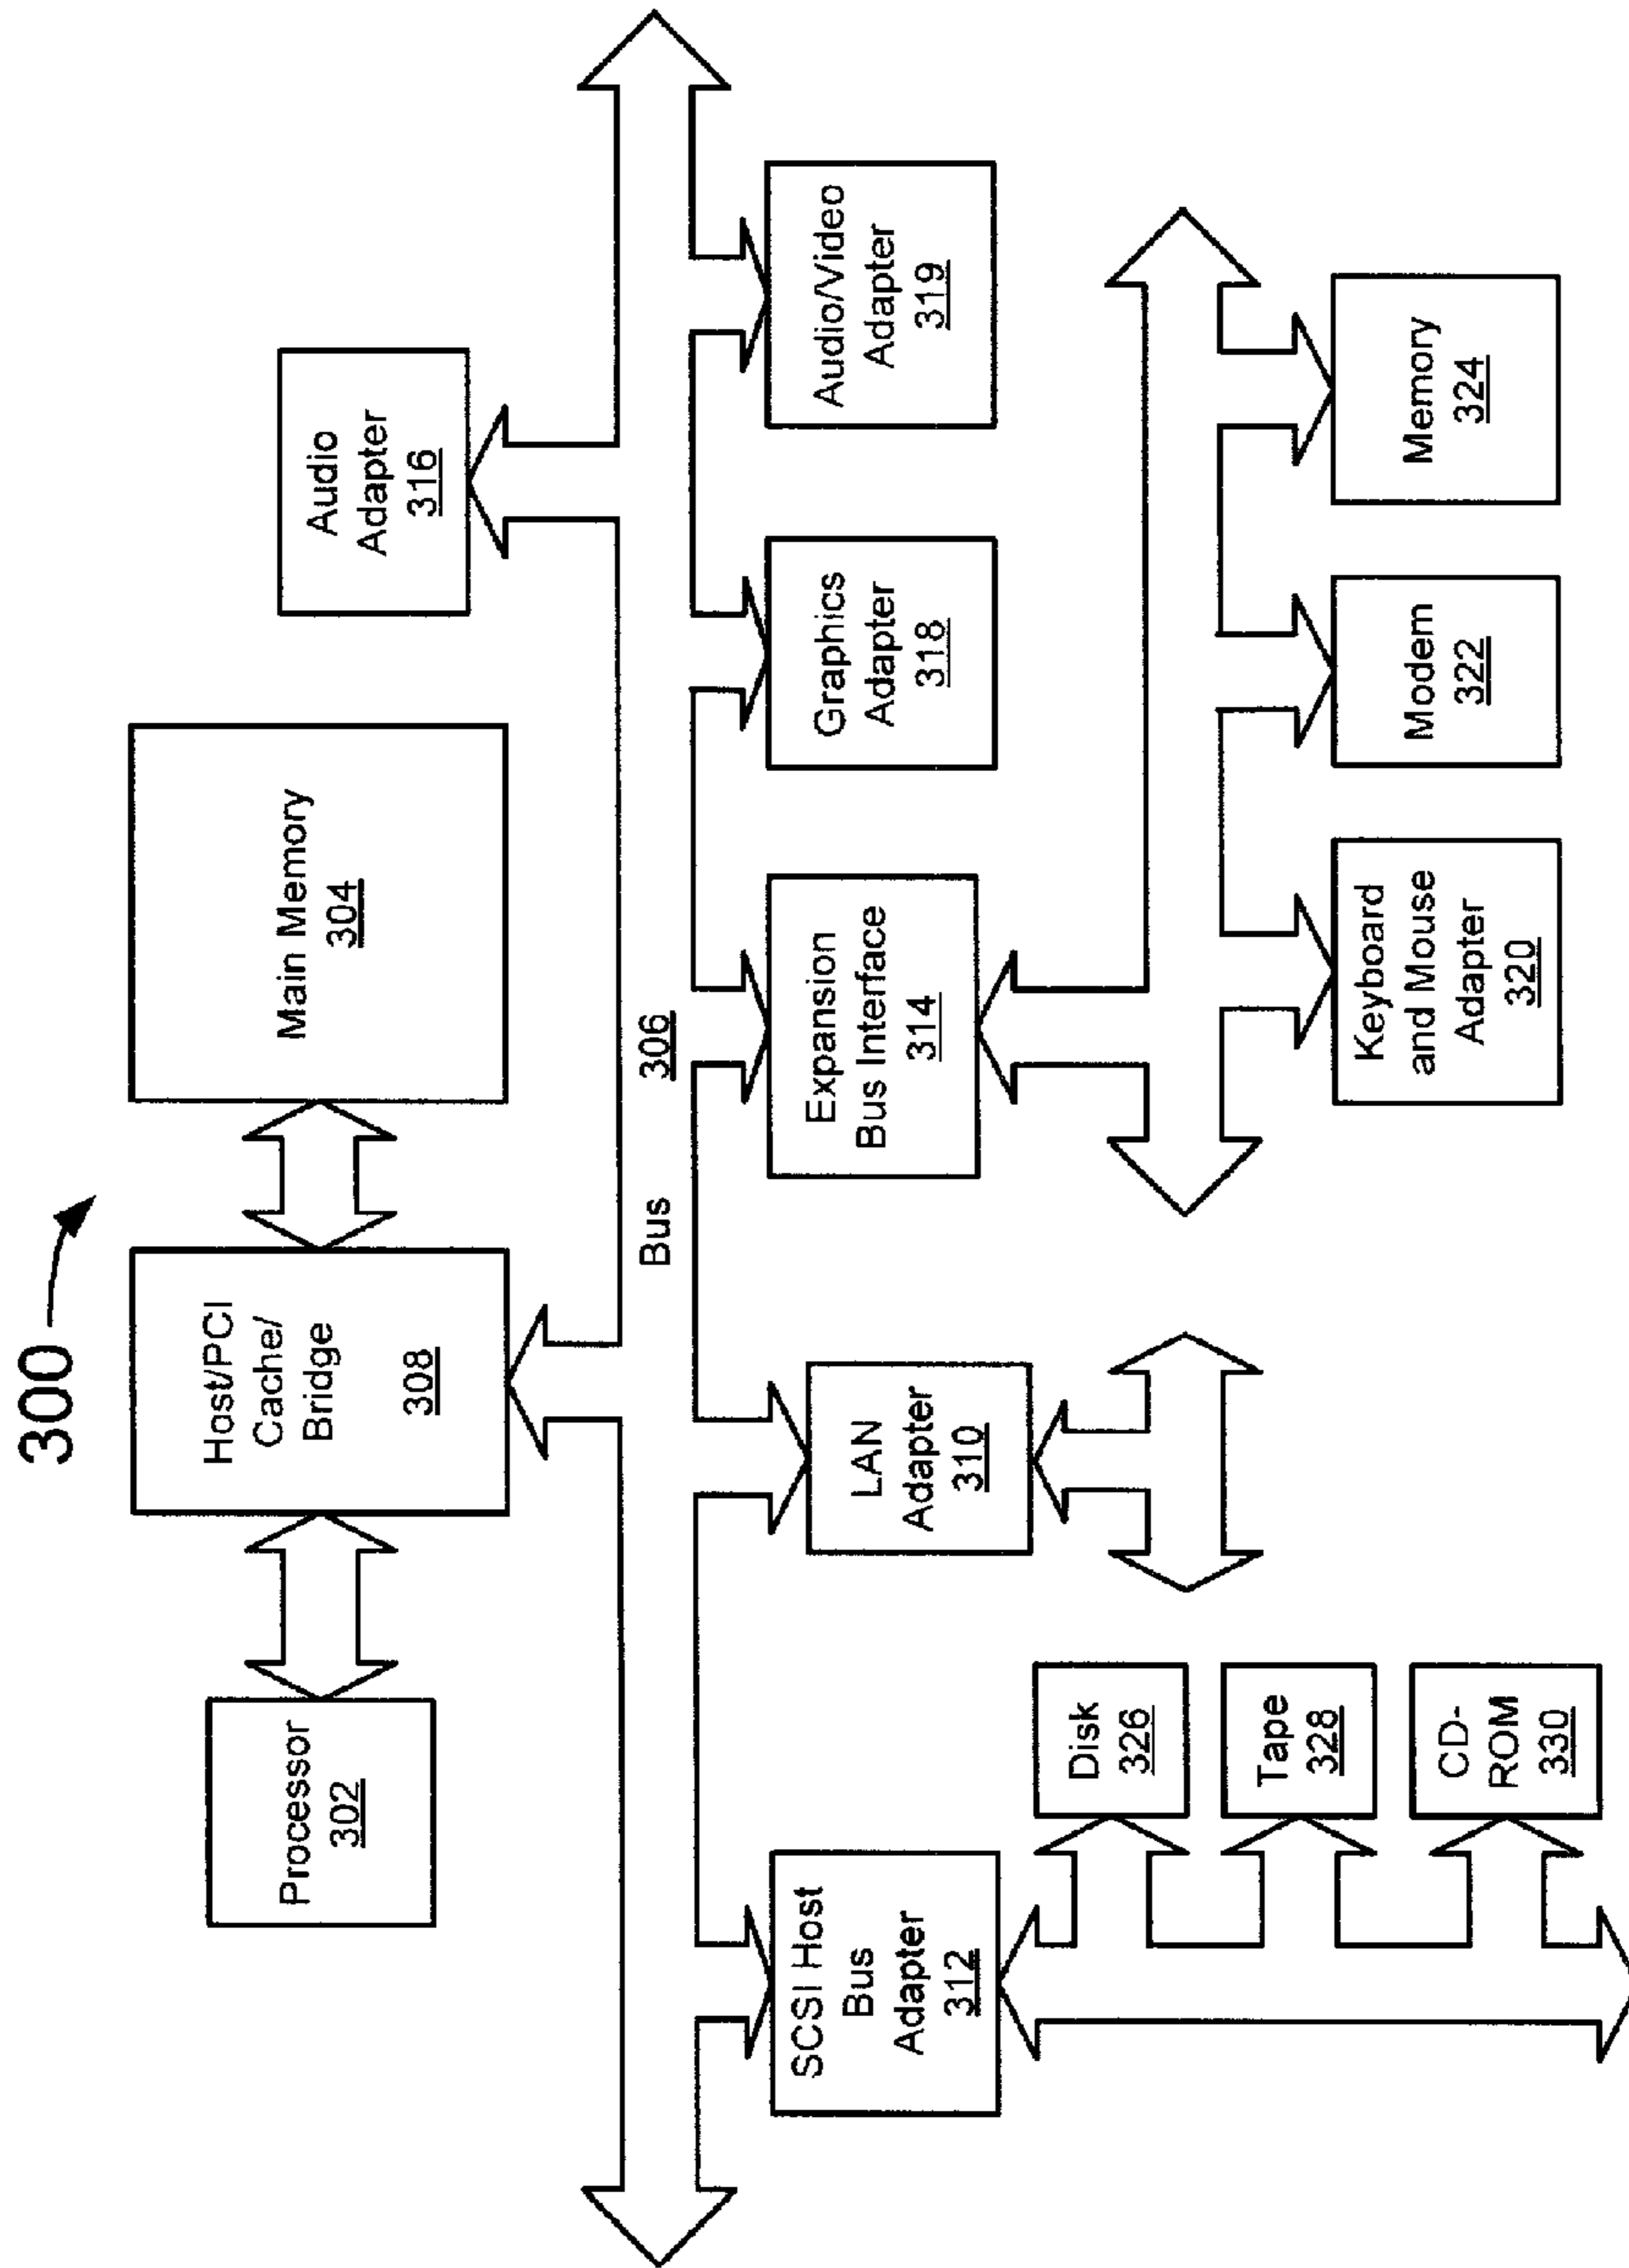 300
Processor
302
Host/PCI
Cache/
Bridge
308
Main Memory
304
Audio
Adapter
316
Bus
306
SCSI Host
Bus
Adapter
312
LAN
Adapter
310
Expansion
Bus Interface
314
Graphics
Adapter
318
Audio/Video
Adapter
319
Disk
326
Tape
328
CD-
ROM
330
Keyboard
and Mouse
Adapter
320
Modem
322
Memory
324